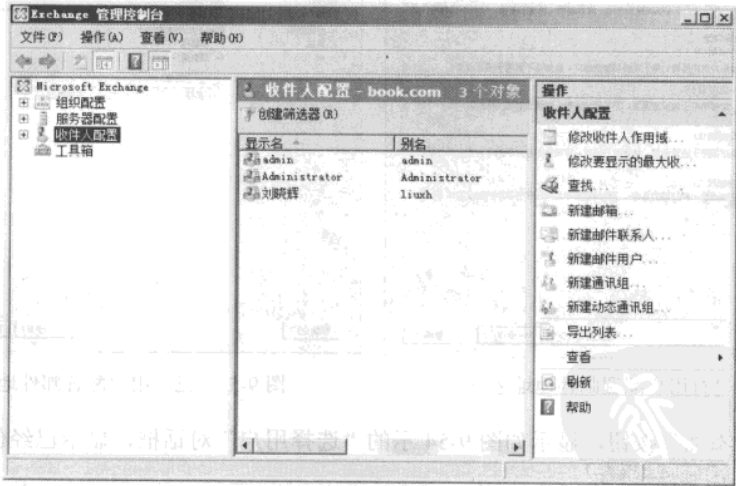 Exchange 管理控制台
文件(F) 操作(A) 查看(V) 帮助(H)
Microsoft Exchange
组织配置
服务器配置
收件人配置
工具箱
收件人配置 - book.com 3 个对象
创建筛选器(R)
显示名 别名
admin admin
Administrator Administrator
刘晓辉 liuxh
操作
收件人配置
修改收件人作用域...
修改要显示的最大收...
查找...
新建邮箱...
新建邮件联系人...
新建邮件用户...
新建通讯组...
新建动态通讯组...
导出列表...
查看
刷新
帮助